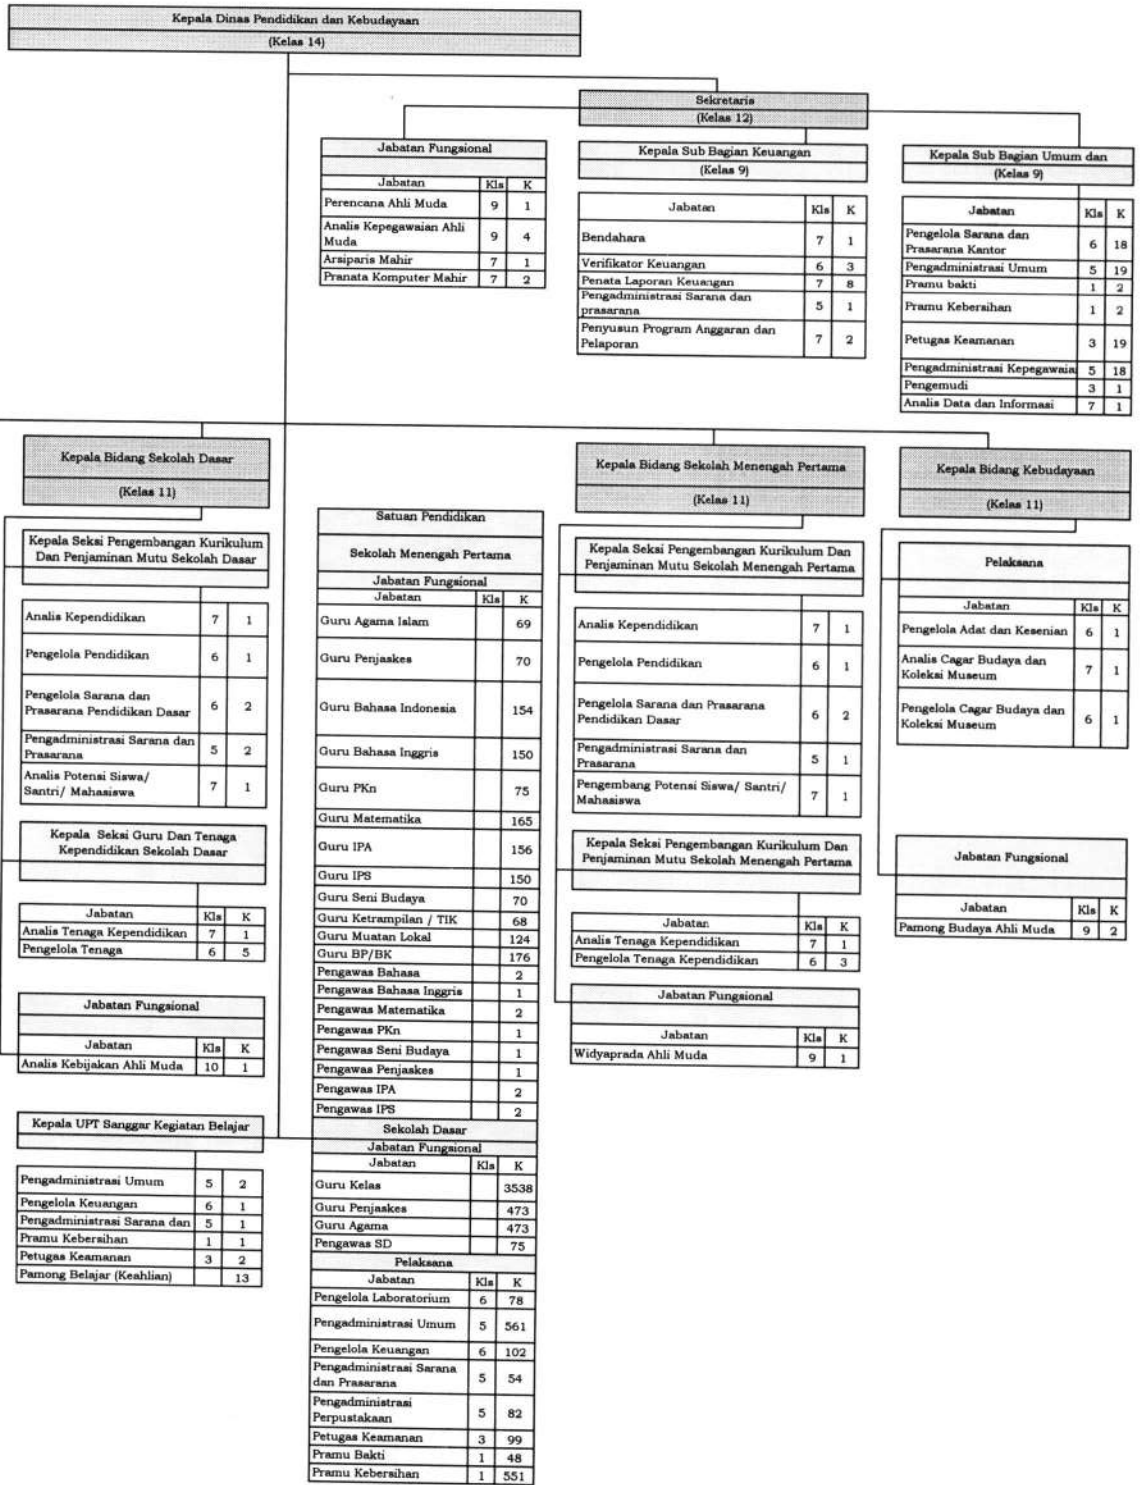 Kepala Dinas Pendidikan dan Kebudayaan
(Kelas 14)
Sekretaris
(Kelas 12)
Jabatan Fungsional
Jabatan Kls K
Perencana Ahli Muda 9 1
Analis Kepegawaian Ahli
Muda 9 4
Arsiparis Mahir 7 1
Pranata Komputer Mahir 7 2
Kepala Sub Bagian Keuangan
(Kelas 9)
Jabatan Kls K
Bendahara 7 1
Verifikator Keuangan 6 3
Penata Laporan Keuangan 7 8
Pengadministrasi Sarana dan
prasarana 5 1
Penyusun Program Anggaran dan
Pelaporan 7 2
Kepala Sub Bagian Umum dan
(Kelas 9)
Jabatan Kls K
Pengelola Sarana dan
Prasarana Kantor 6 18
Pengadministrasi Umum 5 19
Pramu bakti 1 2
Pramu Kebersihan 1 2
Petugas Keamanan 3 19
Pengadministrasi Kepegawaia 5 18
Pengemudi 3 1
Analis Data dan Informasi 7 1
Kepala Bidang Sekolah Dasar
(Kelas 11)
Kepala Seksi Pengembangan Kurikulum
Dan Penjaminan Mutu Sekolah Dasar
Analis Kependidikan 7 1
Pengelola Pendidikan 6 1
Pengelola Sarana dan
Prasarana Pendidikan Dasar 6 2
Pengadministrasi Sarana dan
Prasarana 5 2
Analis Potensi Siswa/
Santri/ Mahasiswa 7 1
Kepala Seksi Guru Dan Tenaga
Kependidikan Sekolah Dasar
Jabatan Kls K
Analis Tenaga Kependidikan 7 1
Pengelola Tenaga 6 5
Jabatan Fungsional
Jabatan Kls K
Analis Kebijakan Ahli Muda 10 1
Kepala UPT Sanggar Kegiatan Belajar
Pengadministrasi Umum 5 2
Pengelola Keuangan 6 1
Pengadministrasi Sarana dan 5 1
Pramu Kebersihan 1 1
Petugas Keamanan 3 2
Pamong Belajar (Keahlian) 13
Satuan Pendidikan
Sekolah Menengah Pertama
Jabatan Fungsional
Jabatan Kls K
Guru Agama Islam 69
Guru Penjaskes 70
Guru Bahasa Indonesia 154
Guru Bahasa Inggris 150
Guru PKn 75
Guru Matematika 165
Guru IPA 156
Guru IPS 150
Guru Seni Budaya 70
Guru Ketrampilan / TIK 68
Guru Muatan Lokal 124
Guru BP/BK 176
Pengawas Bahasa 2
Pengawas Bahasa Inggris 1
Pengawas Matematika 2
Pengawas PKn 1
Pengawas Seni Budaya 1
Pengawas Penjaskes 1
Pengawas IPA 2
Pengawas IPS 2
Sekolah Dasar
Jabatan Fungsional
Jabatan Kls K
Guru Kelas 3538
Guru Penjaskes 473
Guru Agama 473
Pengawas SD 75
Pelaksana
Jabatan Kls K
Pengelola Laboratorium 6 78
Pengadministrasi Umum 5 561
Pengelola Keuangan 6 102
Pengadministrasi Sarana
dan Prasarana 5 54
Pengadministrasi
Perpustakaan 5 82
Petugas Keamanan 3 99
Pramu Bakti 1 48
Pramu Kebersihan 1 551
Kepala Bidang Sekolah Menengah Pertama
(Kelas 11)
Kepala Seksi Pengembangan Kurikulum Dan
Penjaminan Mutu Sekolah Menengah Pertama
Analis Kependidikan 7 1
Pengelola Pendidikan 6 1
Pengelola Sarana dan Prasarana
Pendidikan Dasar 6 2
Pengadministrasi Sarana dan
Prasarana 5 1
Pengembang Potensi Siswa/ Santri/
Mahasiswa 7 1
Kepala Seksi Pengembangan Kurikulum Dan
Penjaminan Mutu Sekolah Menengah Pertama
Jabatan Kls K
Analis Tenaga Kependidikan 7 1
Pengelola Tenaga Kependidikan 6 3
Jabatan Fungsional
Jabatan Kls K
Widyaprada Ahli Muda 9 1
Kepala Bidang Kebudayaan
(Kelas 11)
Pelaksana
Jabatan Kls K
Pengelola Adat dan Kesenian 6 1
Analis Cagar Budaya dan
Koleksi Museum 7 1
Pengelola Cagar Budaya dan
Koleksi Museum 6 1
Jabatan Fungsional
Jabatan Kls K
Pamong Budaya Ahli Muda 9 2